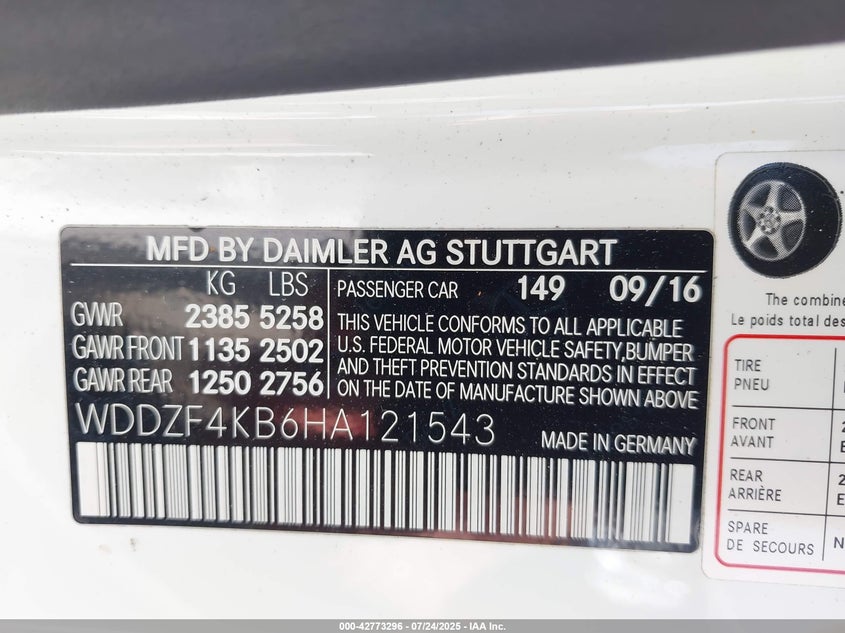 MFD BY DAIMLER AG STUTTGART
KG LBS
GVWR 2385 5258
GAWR FRONT 1135 2502
GAWR REAR 1250 2756
PASSENGER CAR 149 09/16
THIS VEHICLE CONFORMS TO ALL APPLICABLE
U.S. FEDERAL MOTOR VEHICLE SAFETY,BUMPER
AND THEFT PREVENTION STANDARDS IN EFFECT
ON THE DATE OF MANUFACTURE SHOWN ABOVE
WDDZF4KB6HA121543
MADE IN GERMANY
The combine
Le poids total des
TIRE
PNEU
FRONT
AVANT
REAR
ARRIÈRE
SPARE
DE SECOURS
000-42773296 - 07/24/2025 - IAA Inc.